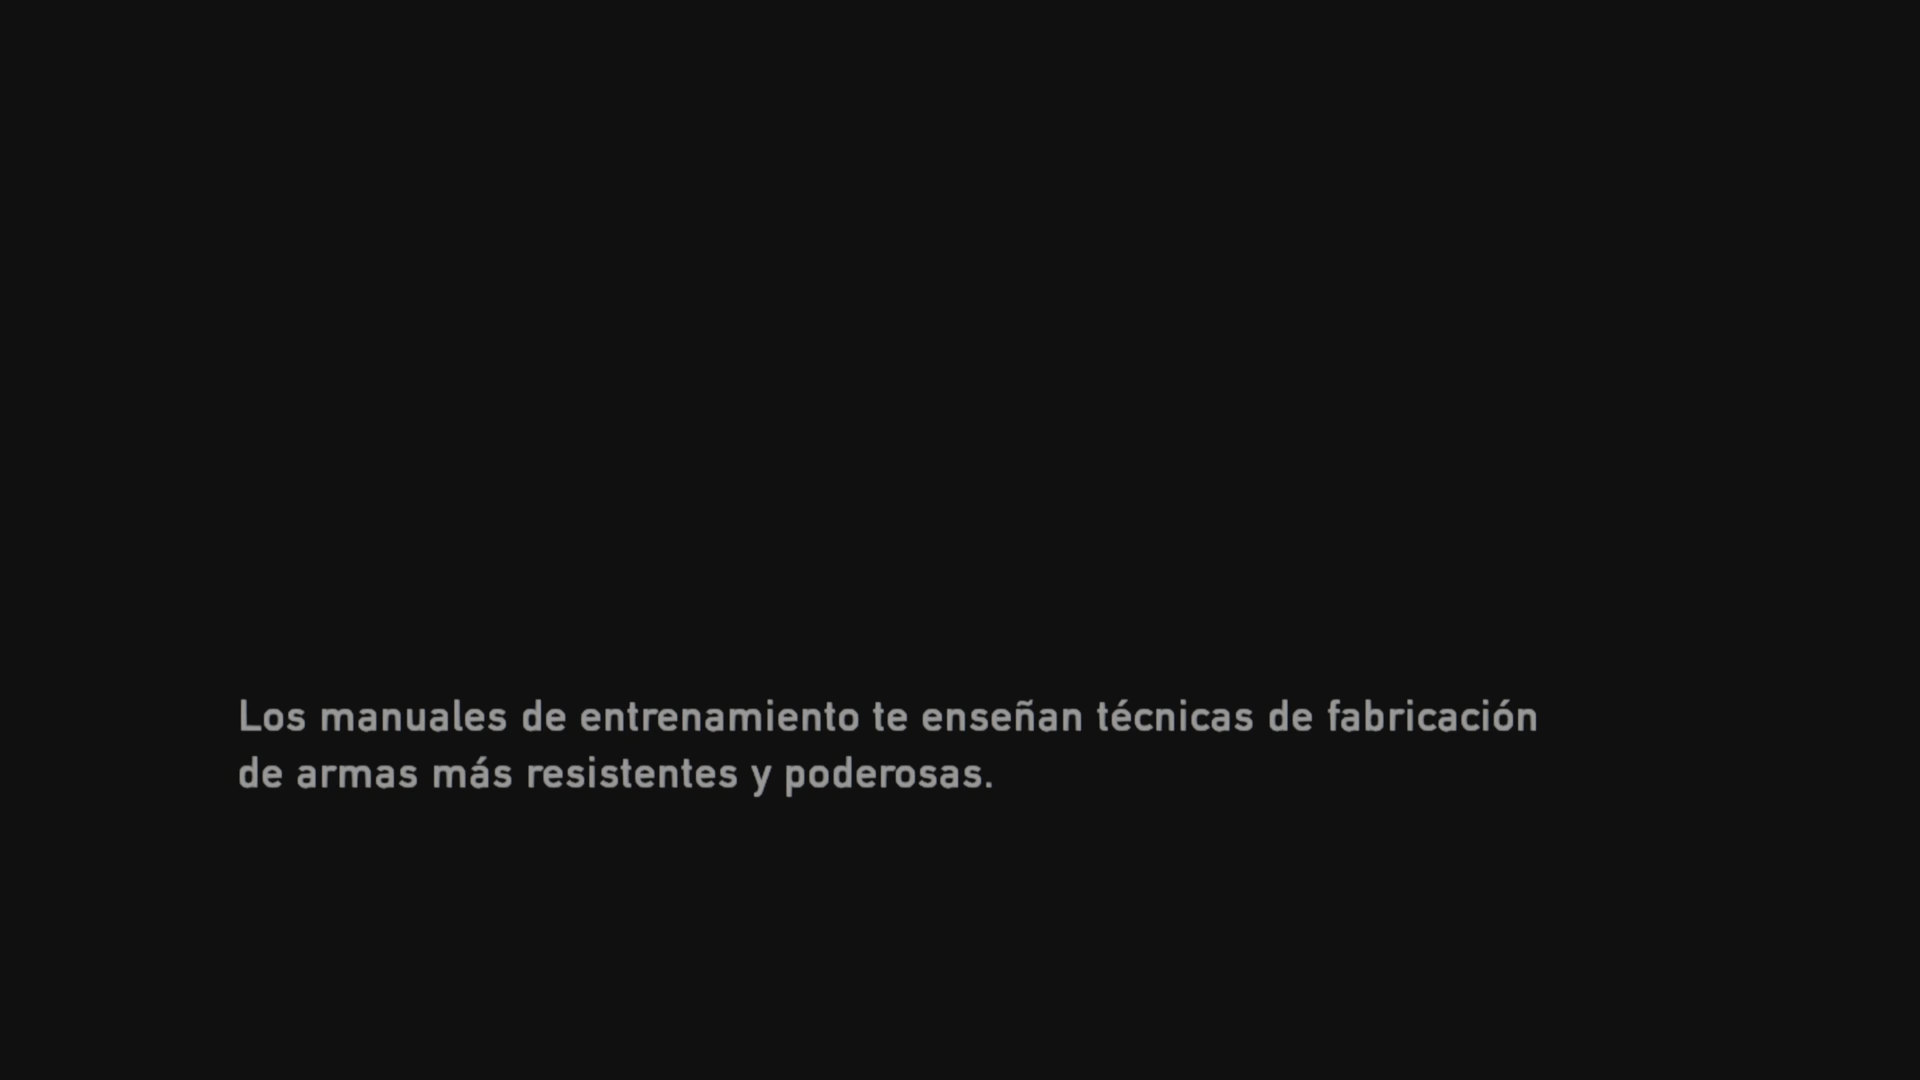 Los manuales de entrenamiento te enseñan técnicas de fabricación
de armas más resistentes y poderosas.